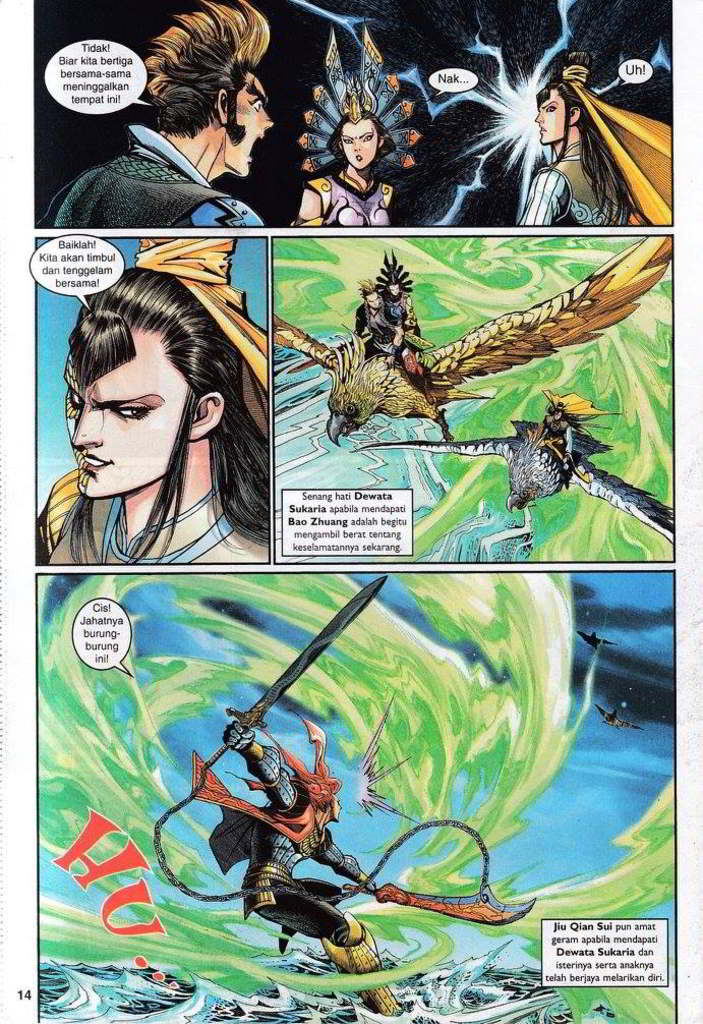 Tidak!
Biar kita bertiga
bersama-sama
meninggalkan
tempat ini!
Nak...
Uh!
Baiklah!
Kita akan timbul
dan tenggelam
bersama!
Senang hati Dewata
Sukaria apabila mendapati
Bao Zhuang adalah begitu
mengambil berat tentang
keselamatannya sekarang.
Cis!
Jahatnya
burung-
burung
ini!
HU...
Jiu Qian Sui pun amat
geram apabila mendapati
Dewata Sukaria dan
isterinya serta anaknya
telah berjaya melarikan diri.
14